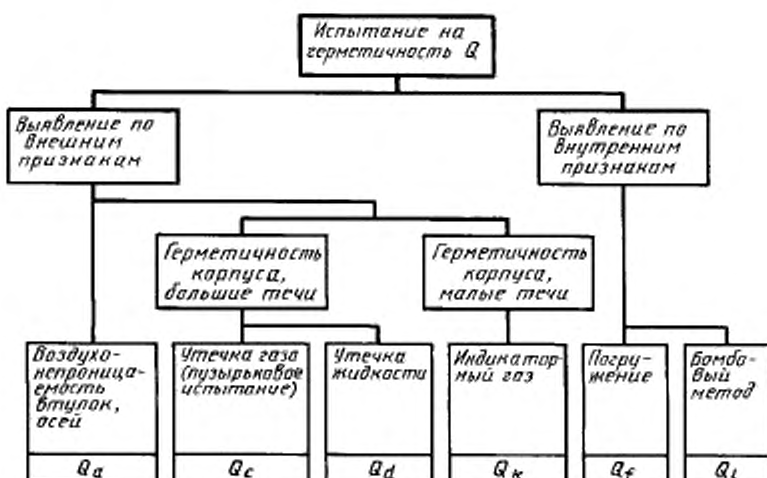 Испытание на
герметичность Q
Выявление по
внешним
признакам
Выявление по
внутренним
признакам
Герметичность
корпуса,
большие течи
Герметичность
корпуса,
малые течи
Воздухо-
непроница-
емость
втулок,
осей
Утечка газа
(пузырьковое
испытание)
Утечка
жидкости
Индикатор-
ный газ
Погру-
жение
Бомбо-
вый
метод
Qa
Qc
Qd
Qk
Qf